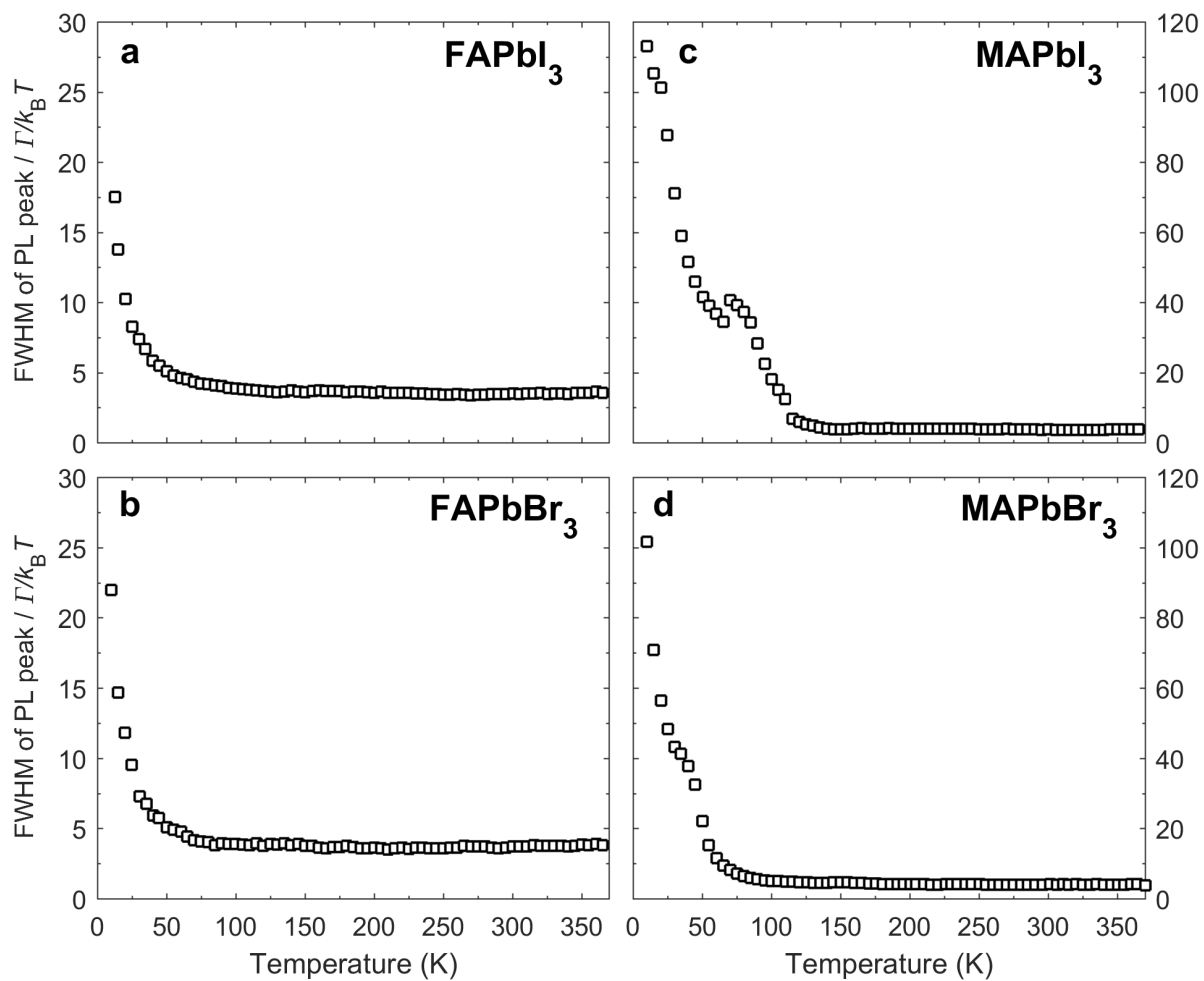 a FAPbI3
30
25
20
15
10
5
0
FWHM of PL peak / Γ/kBT
c MAPbI3
120
100
80
60
40
20
0
b FAPbBr3
30
25
20
15
10
5
0
FWHM of PL peak / Γ/kBT
0 50 100 150 200 250 300 350
Temperature (K)
d MAPbBr3
120
100
80
60
40
20
0
0 50 100 150 200 250 300 350
Temperature (K)